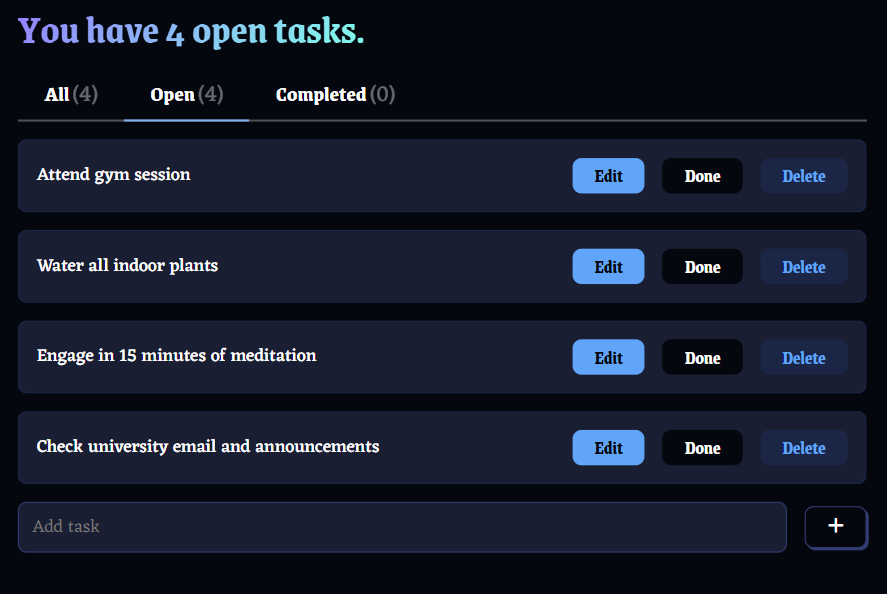 You have 4 open tasks.
All (4) Open (4) Completed (0)
Attend gym session Edit Done Delete
Water all indoor plants Edit Done Delete
Engage in 15 minutes of meditation Edit Done Delete
Check university email and announcements Edit Done Delete
Add task +